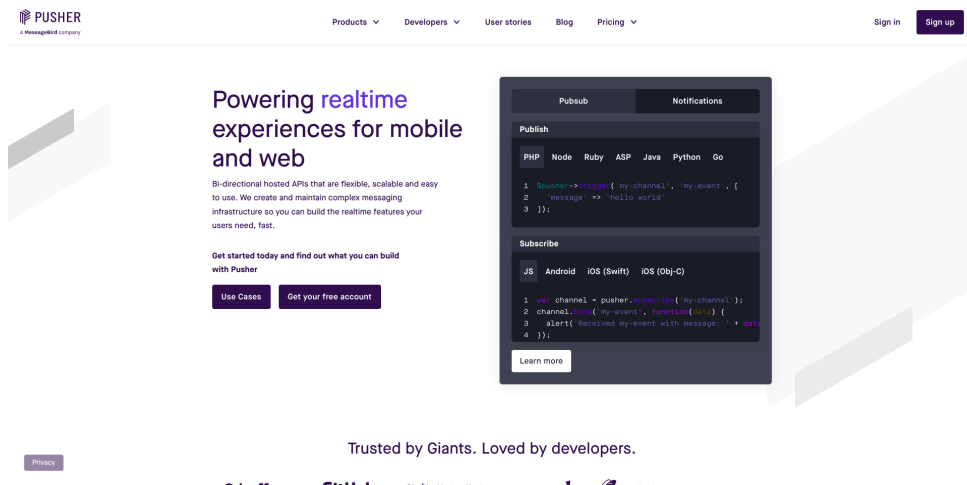 PUSHER
A MessageBird company
Products
Developers
User stories
Blog
Pricing
Sign in
Sign up
Powering realtime
experiences for mobile
and web
Bi-directional hosted APIs that are flexible, scalable and easy
to use. We create and maintain complex messaging
infrastructure so you can build the realtime features your
users need, fast.
Get started today and find out what you can build
with Pusher
Use Cases
Get your free account
Pubsub
Notifications
Publish
PHP Node Ruby ASP Java Python Go
1 $pusher->trigger('my-channel', 'my-event', [
2 'message' => 'hello world'
3 ]);
Subscribe
JS Android iOS (Swift) iOS (Obj-C)
1 var channel = pusher.subscribe('my-channel');
2 channel.bind('my-event', function(data) {
3 alert('Received my-event with message: ' + data
4 });
Learn more
Trusted by Giants. Loved by developers.
Privacy